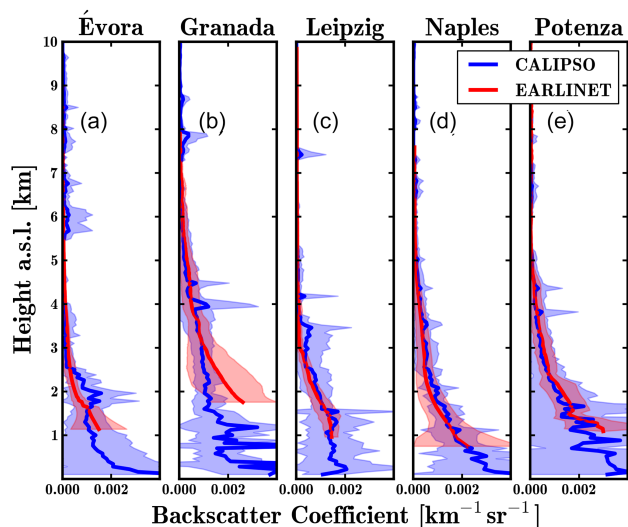 Évora Granada Leipzig Naples Potenza
CALIPSO
EARLINET
(a) (b) (c) (d) (e)
Height a.s.l. [km]
10
9
8
7
6
5
4
3
2
1
0.000 0.002 0.000 0.002 0.000 0.002 0.000 0.002 0.000 0.002
Backscatter Coefficient [km⁻¹ sr⁻¹]